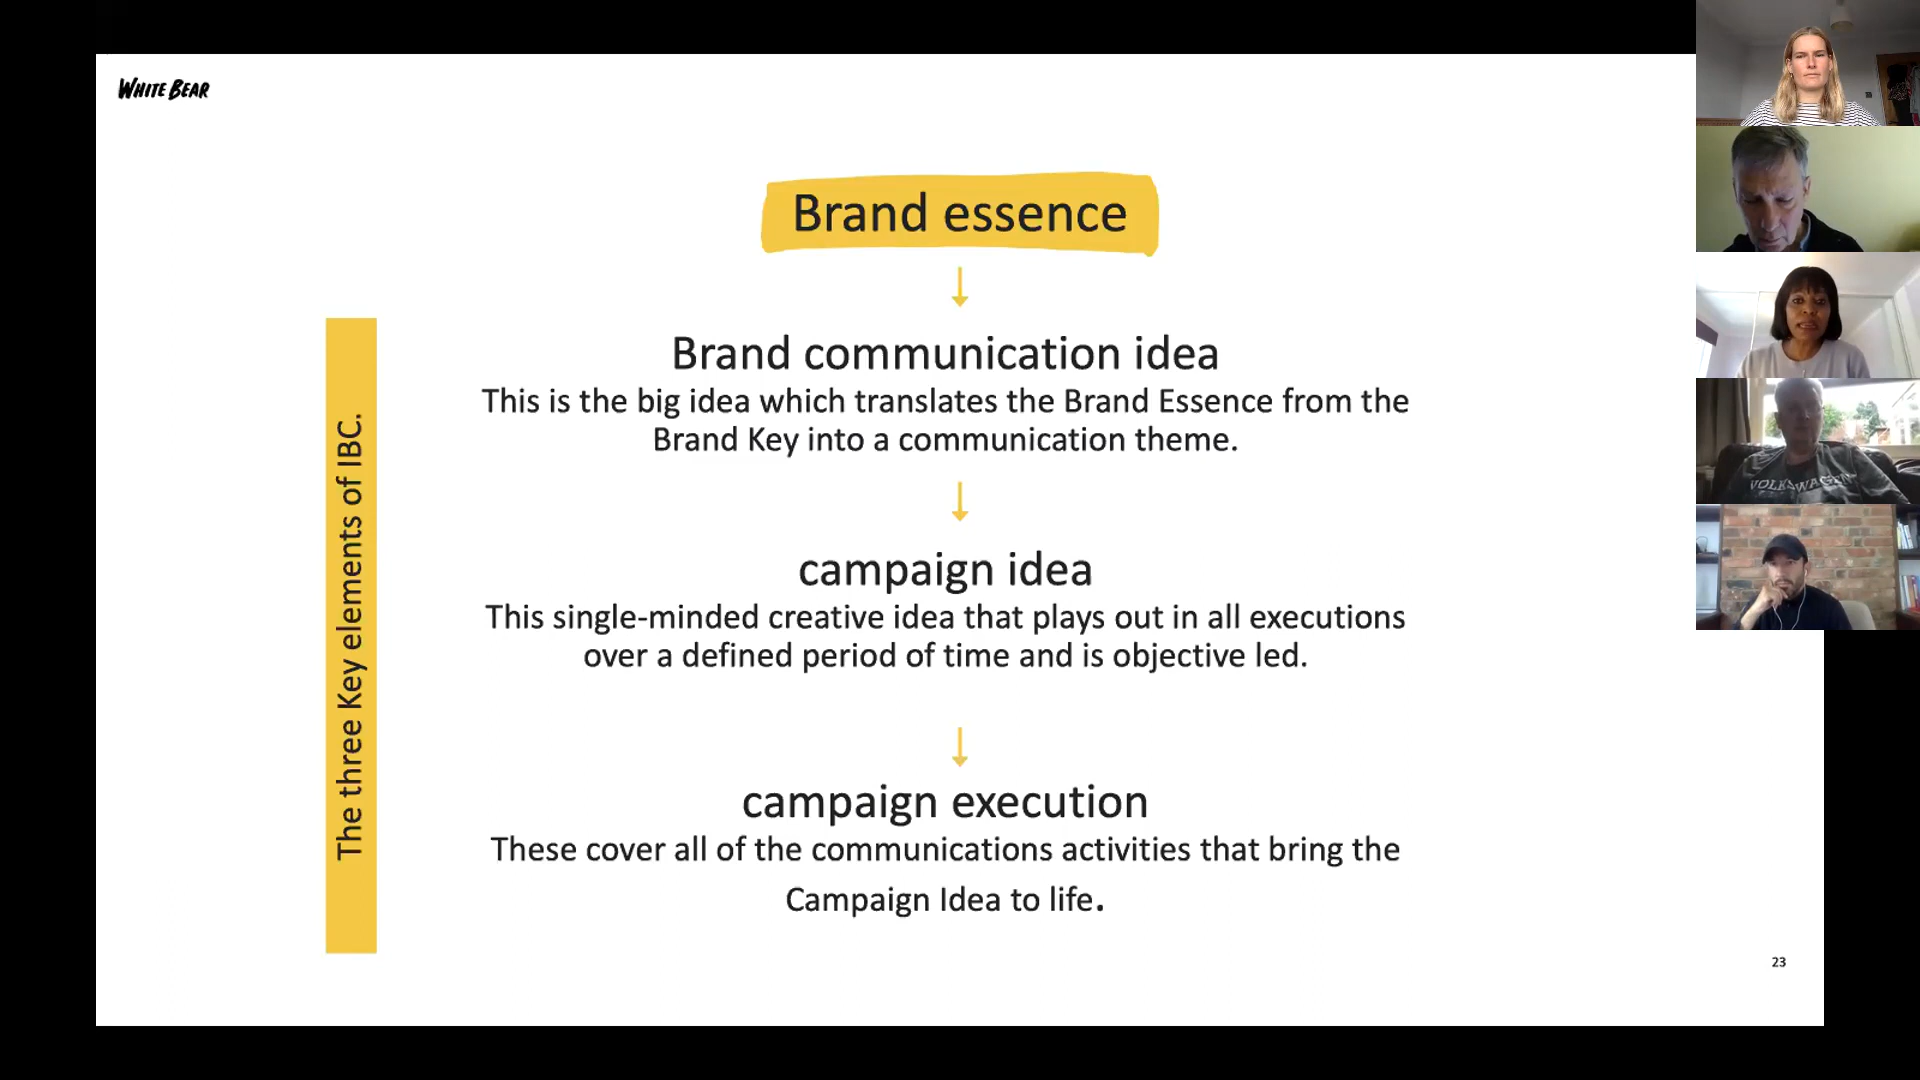 WHITE BEAR
Brand essence
The three Key elements of IBC.
Brand communication idea
This is the big idea which translates the Brand Essence from the
Brand Key into a communication theme.
campaign idea
This single-minded creative idea that plays out in all executions
over a defined period of time and is objective led.
campaign execution
These cover all of the communications activities that bring the
Campaign Idea to life.
23
VOLKSWAGEN